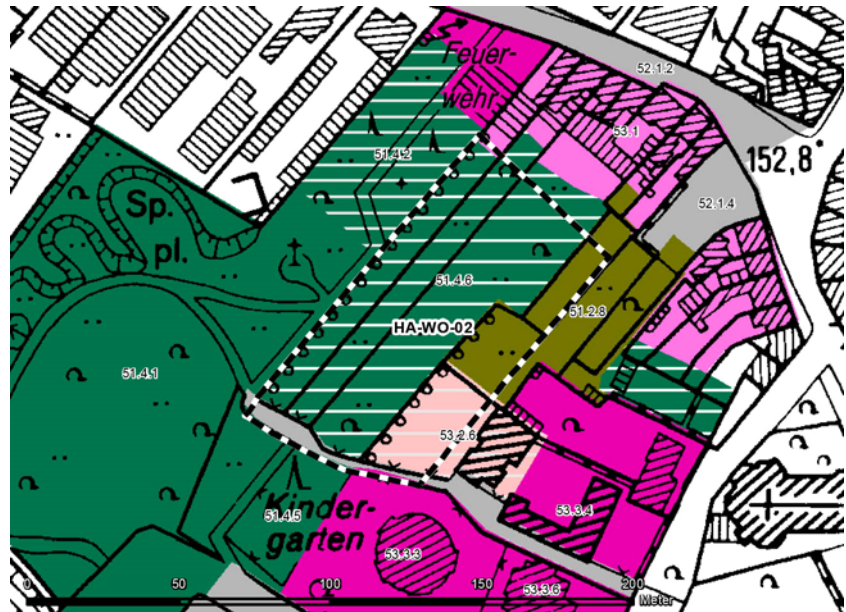 Feuer-
wehr
52.1.2
53.1
152,8
51.4.2
Sp.
pl.
52.1.4
51.4.6
51.2.8
HA-WO-02
51.4.1
53.2.6
51.4.5
Kinder-
garten
53.3.4
53.3.3
53.3.6
0 50 100 150 200
Meter